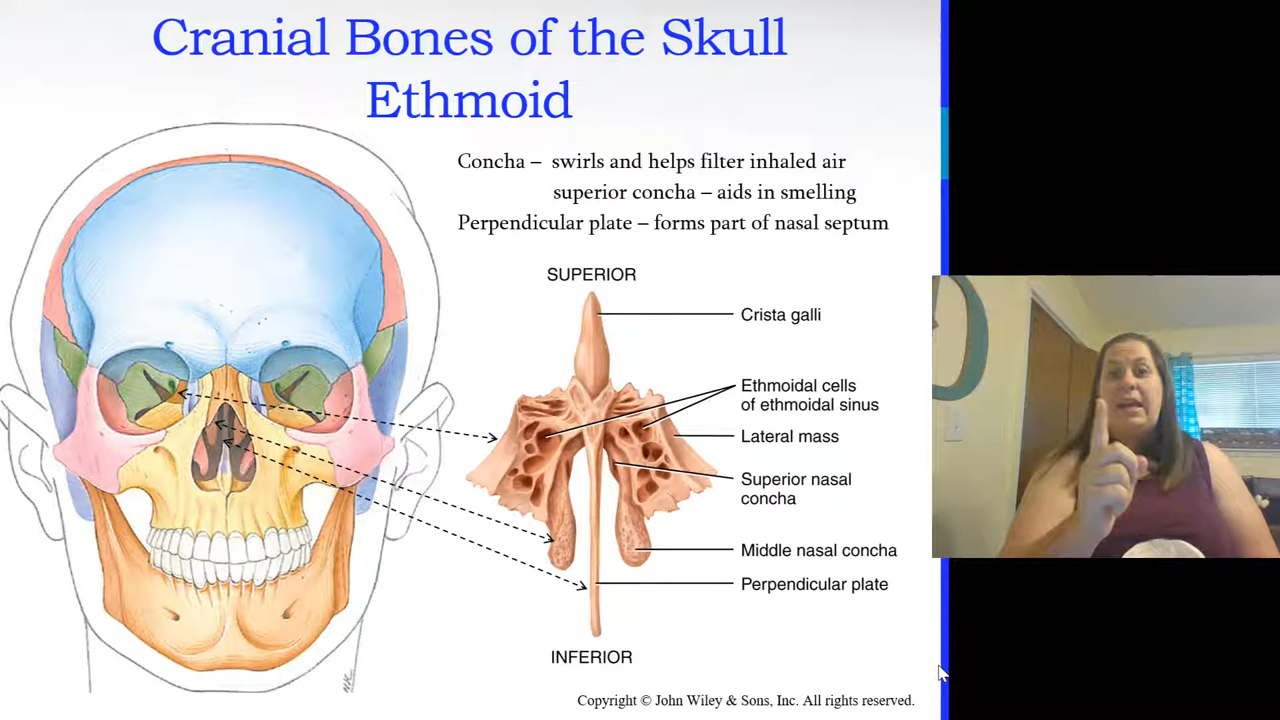 Cranial Bones of the Skull
Ethmoid
Concha – swirls and helps filter inhaled air
superior concha – aids in smelling
Perpendicular plate – forms part of nasal septum
SUPERIOR
Crista galli
Ethmoidal cells
of ethmoidal sinus
Lateral mass
Superior nasal
concha
Middle nasal concha
Perpendicular plate
INFERIOR
Copyright © John Wiley & Sons, Inc. All rights reserved.